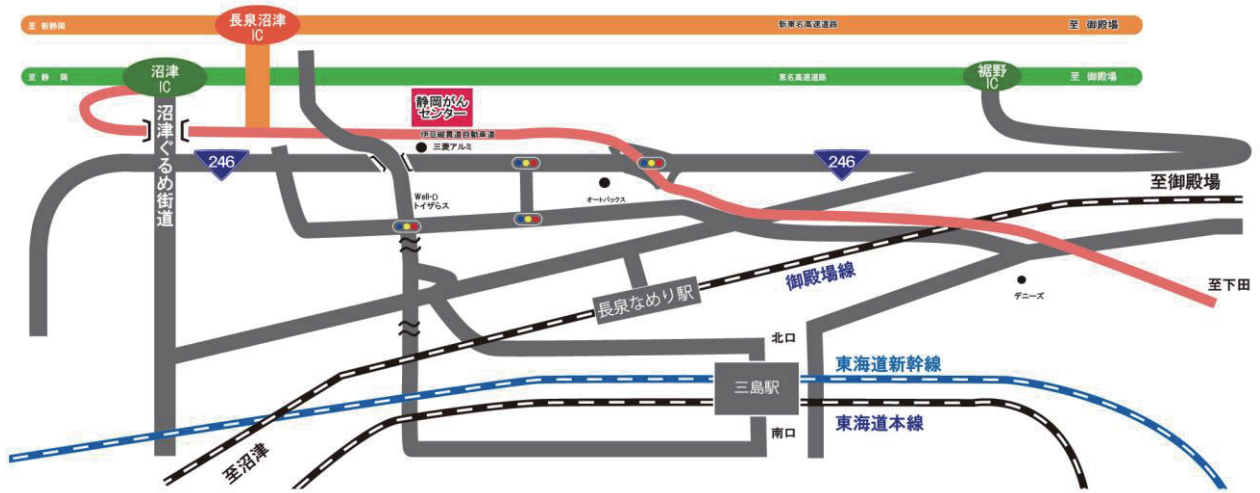 至 新静岡
長泉沼津
IC
新東名高速道路
至 御殿場
至 静 岡
沼津
IC
東名高速道路
裾野
IC
至 御殿場
静岡がん
センター
伊豆縦貫道自動車道
三菱アルミ
沼津ぐるめ街道
246
246
Well-D
トイザらス
オートバックス
至御殿場
御殿場線
長泉なめり駅
デニーズ
至下田
北口
三島駅
南口
東海道新幹線
東海道本線
至沼津